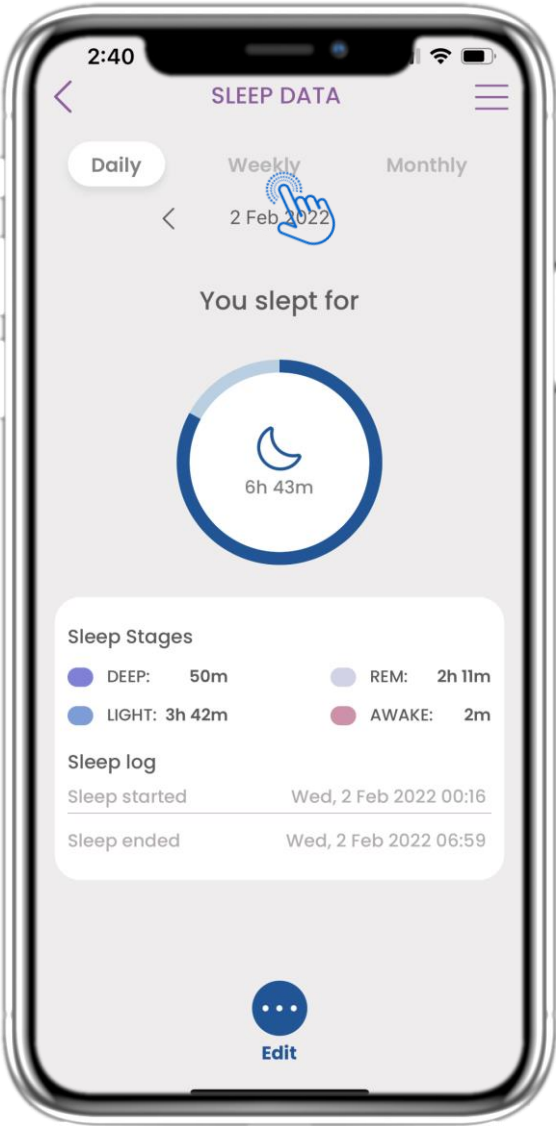 2:40
SLEEP DATA
Daily Weekly Monthly
2 Feb 2022
You slept for
6h 43m
Sleep Stages
DEEP: 50m REM: 2h 11m
LIGHT: 3h 42m AWAKE: 2m
Sleep log
Sleep started Wed, 2 Feb 2022 00:16
Sleep ended Wed, 2 Feb 2022 06:59
Edit